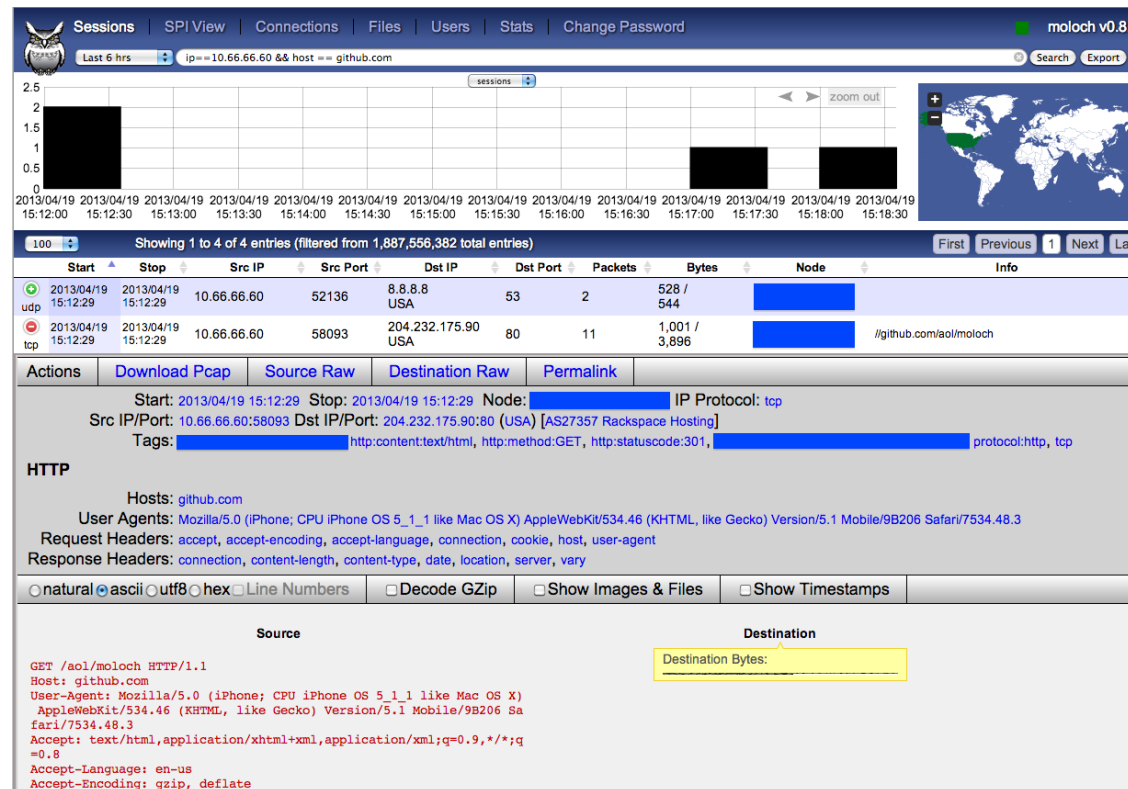 Sessions SPI View Connections Files Users Stats Change Password moloch v0.8
Last 6 hrs ip==10.66.66.60 && host == github.com Search Export
sessions
zoom out
+
−
2.5
2
1.5
1
0.5
0
2013/04/19 2013/04/19 2013/04/19 2013/04/19 2013/04/19 2013/04/19 2013/04/19 2013/04/19 2013/04/19 2013/04/19 2013/04/19 2013/04/19 2013/04/19 2013/04/19
15:12:00 15:12:30 15:13:00 15:13:30 15:14:00 15:14:30 15:15:00 15:15:30 15:16:00 15:16:30 15:17:00 15:17:30 15:18:00 15:18:30
100 Showing 1 to 4 of 4 entries (filtered from 1,887,556,382 total entries) First Previous 1 Next La
Start Stop Src IP Src Port Dst IP Dst Port Packets Bytes Node Info
udp 2013/04/19 15:12:29 2013/04/19 15:12:29 10.66.66.60 52136 8.8.8.8 USA 53 2 528 / 544
tcp 2013/04/19 15:12:29 2013/04/19 15:12:29 10.66.66.60 58093 204.232.175.90 USA 80 11 1,001 / 3,896 //github.com/aol/moloch
Actions Download Pcap Source Raw Destination Raw Permalink
Start: 2013/04/19 15:12:29 Stop: 2013/04/19 15:12:29 Node: IP Protocol: tcp
Src IP/Port: 10.66.66.60:58093 Dst IP/Port: 204.232.175.90:80 (USA) [AS27357 Rackspace Hosting]
Tags: http:content:text/html, http:method:GET, http:statuscode:301, protocol:http, tcp
HTTP
Hosts: github.com
User Agents: Mozilla/5.0 (iPhone; CPU iPhone OS 5_1_1 like Mac OS X) AppleWebKit/534.46 (KHTML, like Gecko) Version/5.1 Mobile/9B206 Safari/7534.48.3
Request Headers: accept, accept-encoding, accept-language, connection, cookie, host, user-agent
Response Headers: connection, content-length, content-type, date, location, server, vary
natural ascii utf8 hex Line Numbers Decode GZip Show Images & Files Show Timestamps
Source Destination
Destination Bytes:
GET /aol/moloch HTTP/1.1
Host: github.com
User-Agent: Mozilla/5.0 (iPhone; CPU iPhone OS 5_1_1 like Mac OS X)
AppleWebKit/534.46 (KHTML, like Gecko) Version/5.1 Mobile/9B206 Sa
fari/7534.48.3
Accept: text/html,application/xhtml+xml,application/xml;q=0.9,*/*;q
=0.8
Accept-Language: en-us
Accept-Encoding: gzip, deflate